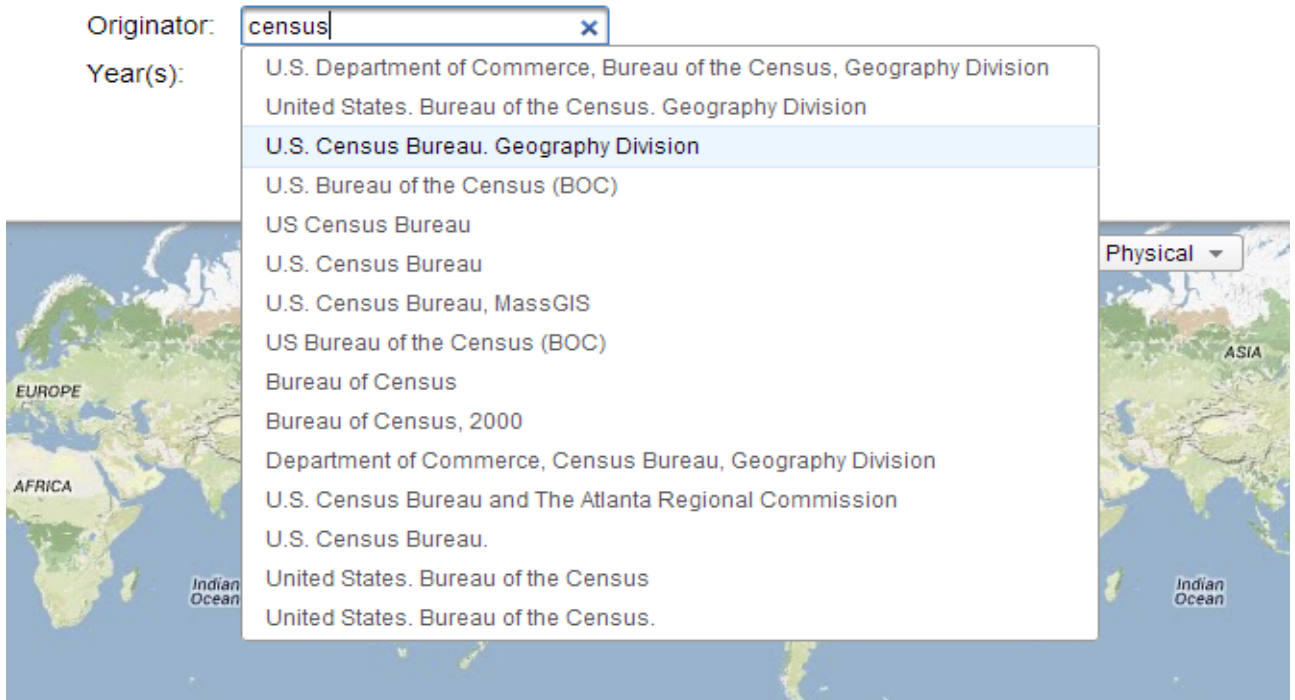 Originator: census
Year(s):
U.S. Department of Commerce, Bureau of the Census, Geography Division
United States. Bureau of the Census. Geography Division
U.S. Census Bureau. Geography Division
U.S. Bureau of the Census (BOC)
US Census Bureau
U.S. Census Bureau
U.S. Census Bureau, MassGIS
US Bureau of the Census (BOC)
Bureau of Census
Bureau of Census, 2000
Department of Commerce, Census Bureau, Geography Division
U.S. Census Bureau and The Atlanta Regional Commission
U.S. Census Bureau.
United States. Bureau of the Census
United States. Bureau of the Census.
Physical
ASIA
EUROPE
AFRICA
Indian
Ocean
Indian
Ocean